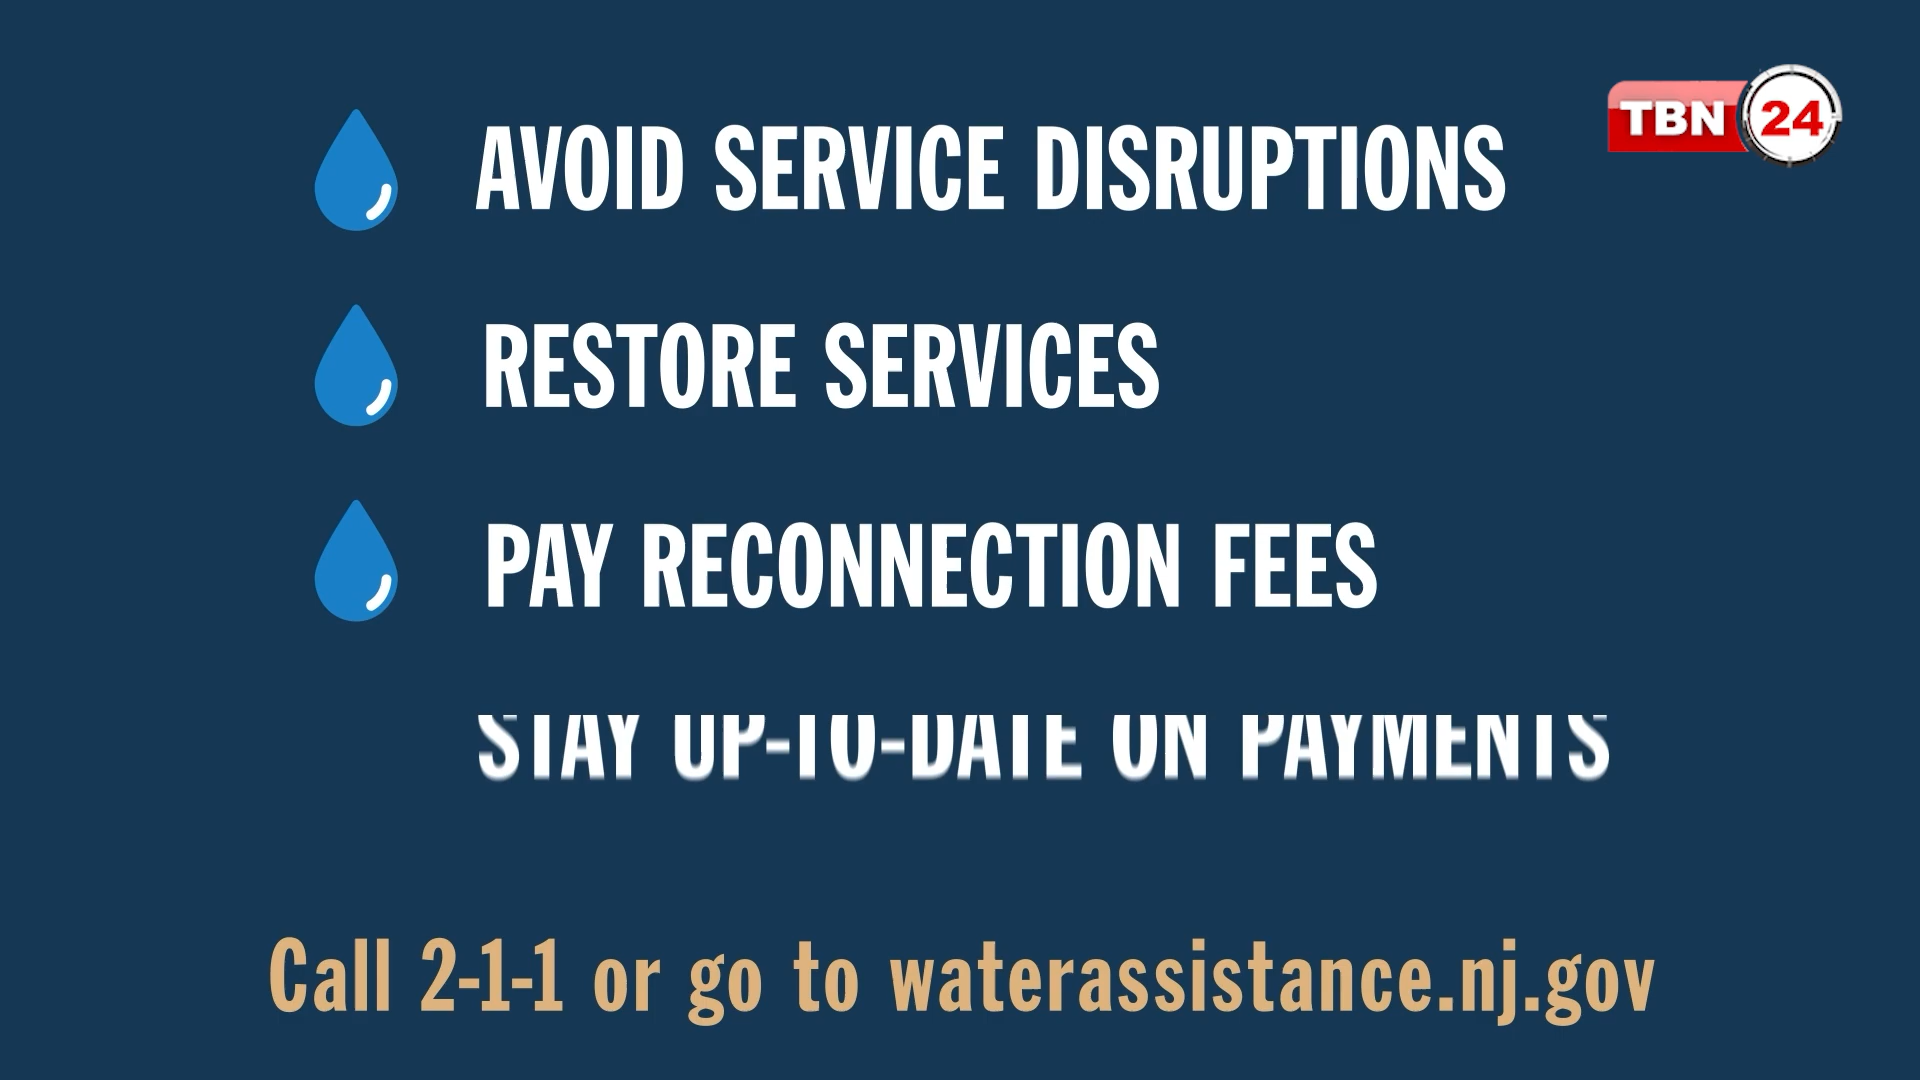 TBN 24
AVOID SERVICE DISRUPTIONS
RESTORE SERVICES
PAY RECONNECTION FEES
STAY UP-TO-DATE ON PAYMENTS
Call 2-1-1 or go to waterassistance.nj.gov